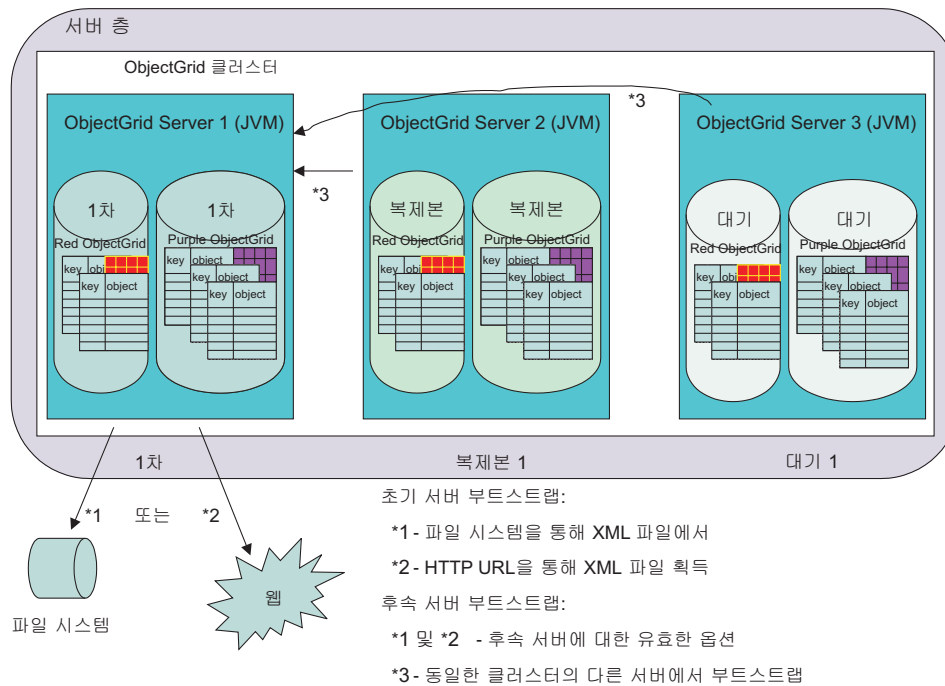 서버 층
ObjectGrid 클러스터
*3
ObjectGrid Server 1 (JVM)
ObjectGrid Server 2 (JVM)
ObjectGrid Server 3 (JVM)
*3
1차
1차
복제본
복제본
대기
대기
Red ObjectGrid
Purple ObjectGrid
Red ObjectGrid
Purple ObjectGrid
Red ObjectGrid
Purple ObjectGrid
key
key object
key object
key
key object
key object
key
key object
key object
key
key object
key object
key
key object
key object
key
key object
key object
1차
복제본 1
대기 1
*1 또는 *2
파일 시스템
웹
초기 서버 부트스트랩:
*1 - 파일 시스템을 통해 XML 파일에서
*2 - HTTP URL을 통해 XML 파일 획득
후속 서버 부트스트랩:
*1 및 *2 - 후속 서버에 대한 유효한 옵션
*3 - 동일한 클러스터의 다른 서버에서 부트스트랩